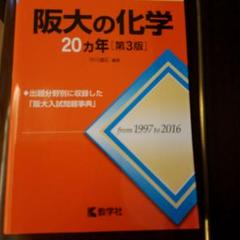 阪大の化学
20カ年[第3版]
◆出題分野別に収録した
「阪大入試問題事典」
from 1997 to 2016
教学社